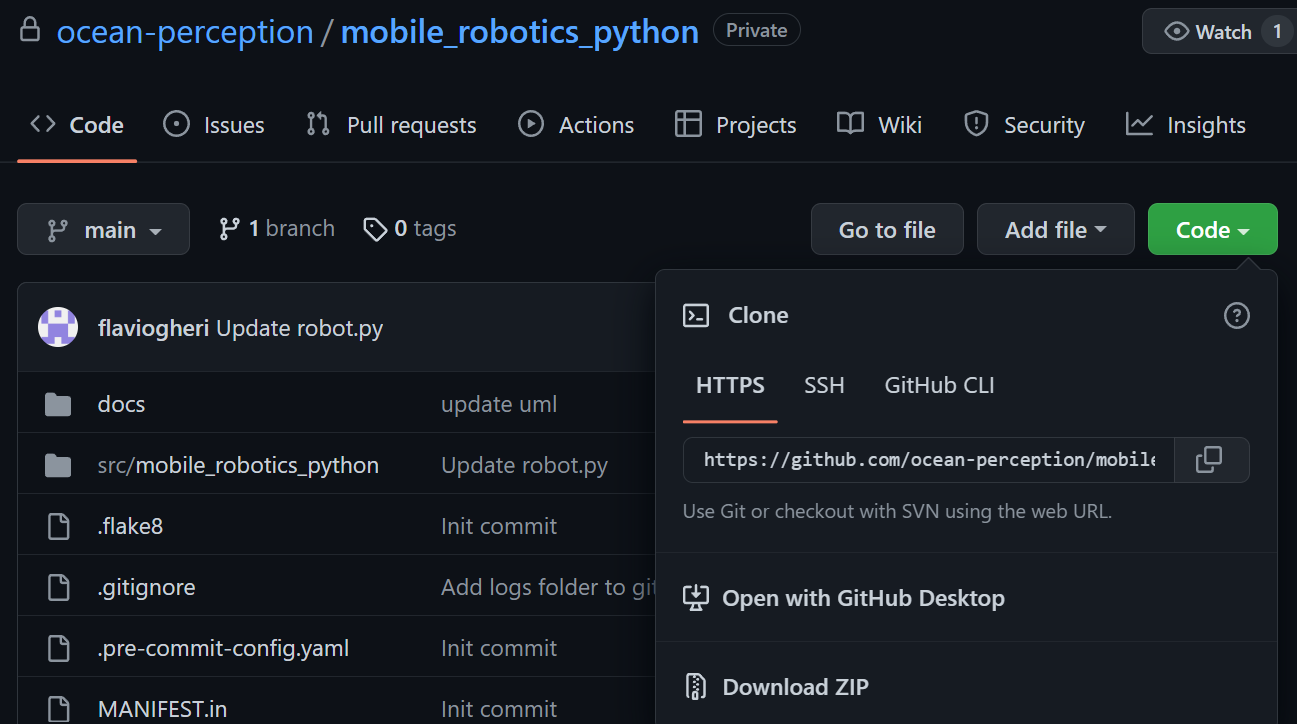 ocean-perception / mobile_robotics_python Private Watch 1
Code Issues Pull requests Actions Projects Wiki Security Insights
main 1 branch 0 tags Go to file Add file Code
flaviogheri Update robot.py
docs update uml
src/mobile_robotics_python Update robot.py
.flake8 Init commit
.gitignore Add logs folder to git
.pre-commit-config.yaml Init commit
MANIFEST.in Init commit
Clone
HTTPS SSH GitHub CLI
https://github.com/ocean-perception/mobile
Use Git or checkout with SVN using the web URL.
Open with GitHub Desktop
Download ZIP